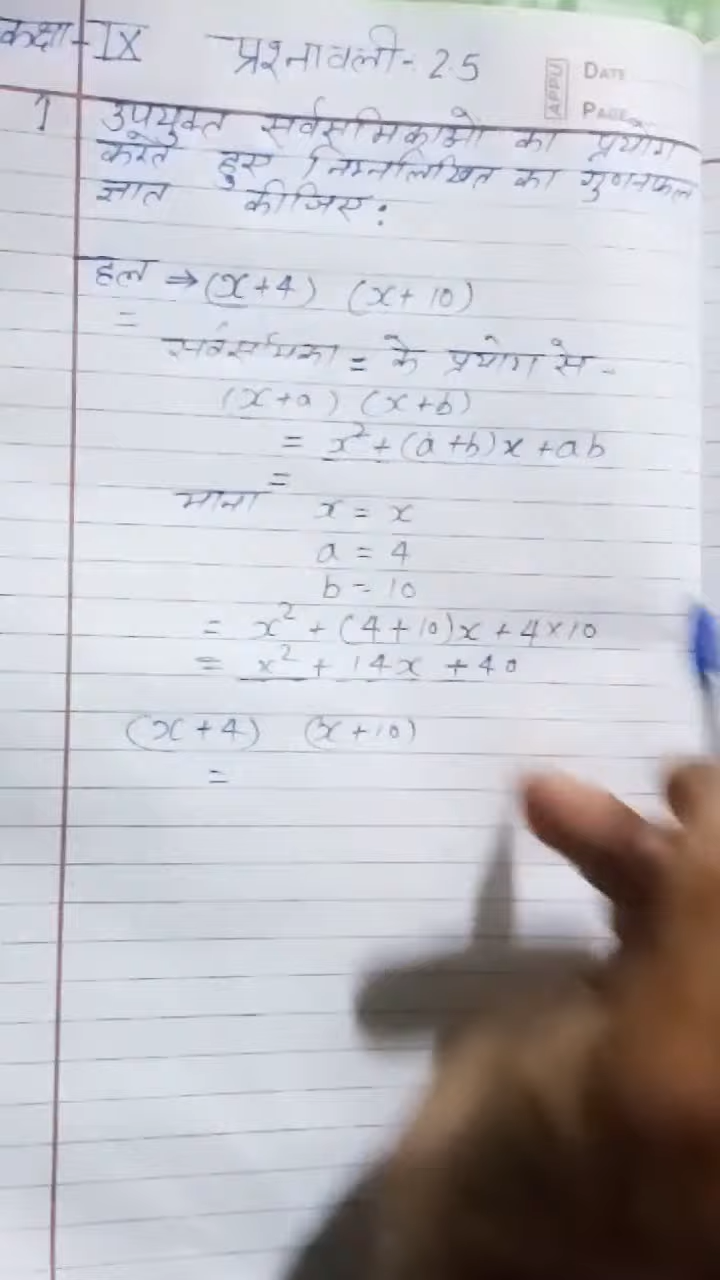 कक्षा-IX प्रश्नावली-2.5
APPU DATE
PAGE
1 उपयुक्त सर्वसमिकाओं का प्रयोग
करते हुए निम्नलिखित का गुणनफल
ज्ञात कीजिए:
हल ⇒ (x+4) (x+10)
=
सर्वसमिका = के प्रयोग से -
(x+a) (x+b)
= x² + (a+b)x + ab
=
माना x = x
a = 4
b = 10
= x² + (4+10)x + 4×10
= x² + 14x + 40
(x+4) (x+10)
=